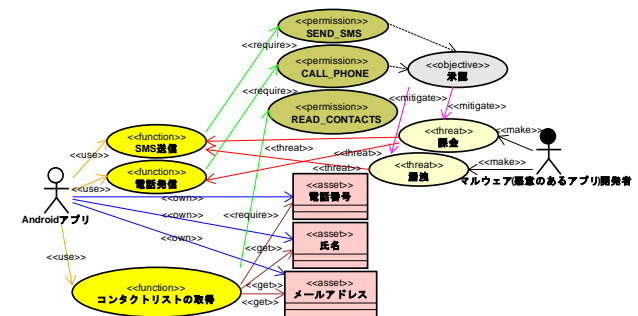 <<permission>>
SEND_SMS
<<require>>
<<permission>>
CALL_PHONE
<<objective>>
承認
<<require>>
<<permission>>
READ_CONTACTS
<<mitigate>>
<<mitigate>>
<<function>>
SMS送信
<<threat>>
課金
<<make>>
<<use>>
<<threat>>
<<threat>>
<<function>>
電話発信
<<threat>>
<<threat>>
漏洩
<<make>>
マルウェア(悪意のあるアプリ)開発者
<<use>>
<<asset>>
電話番号
Androidアプリ
<<own>>
<<require>>
<<own>>
<<asset>>
氏名
<<own>>
<<use>>
<<function>>
コンタクトリストの取得
<<get>>
<<get>>
<<get>>
<<asset>>
メールアドレス